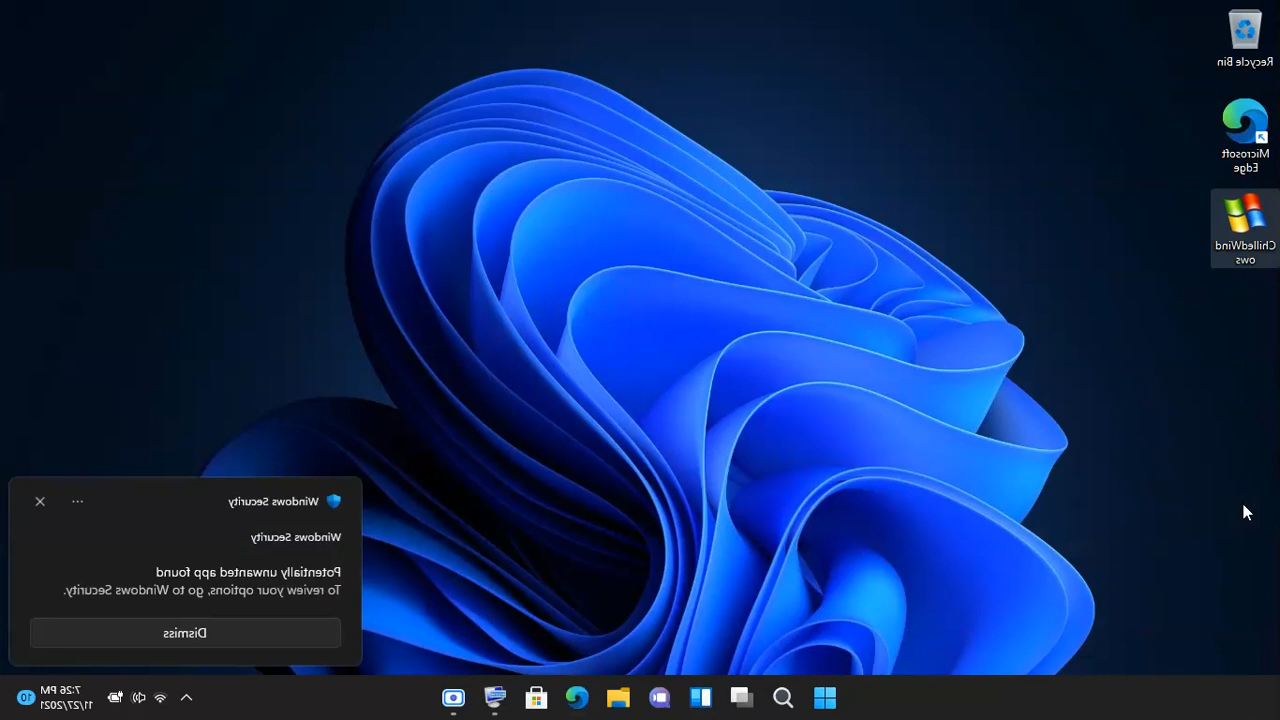 Recycle Bin
Microsoft
Edge
ChilledWind
ows
Windows Security
Windows Security
Potentially unwanted app found
To review your options, go to Windows Security.
Dismiss
7:26 PM
11/27/2021
10